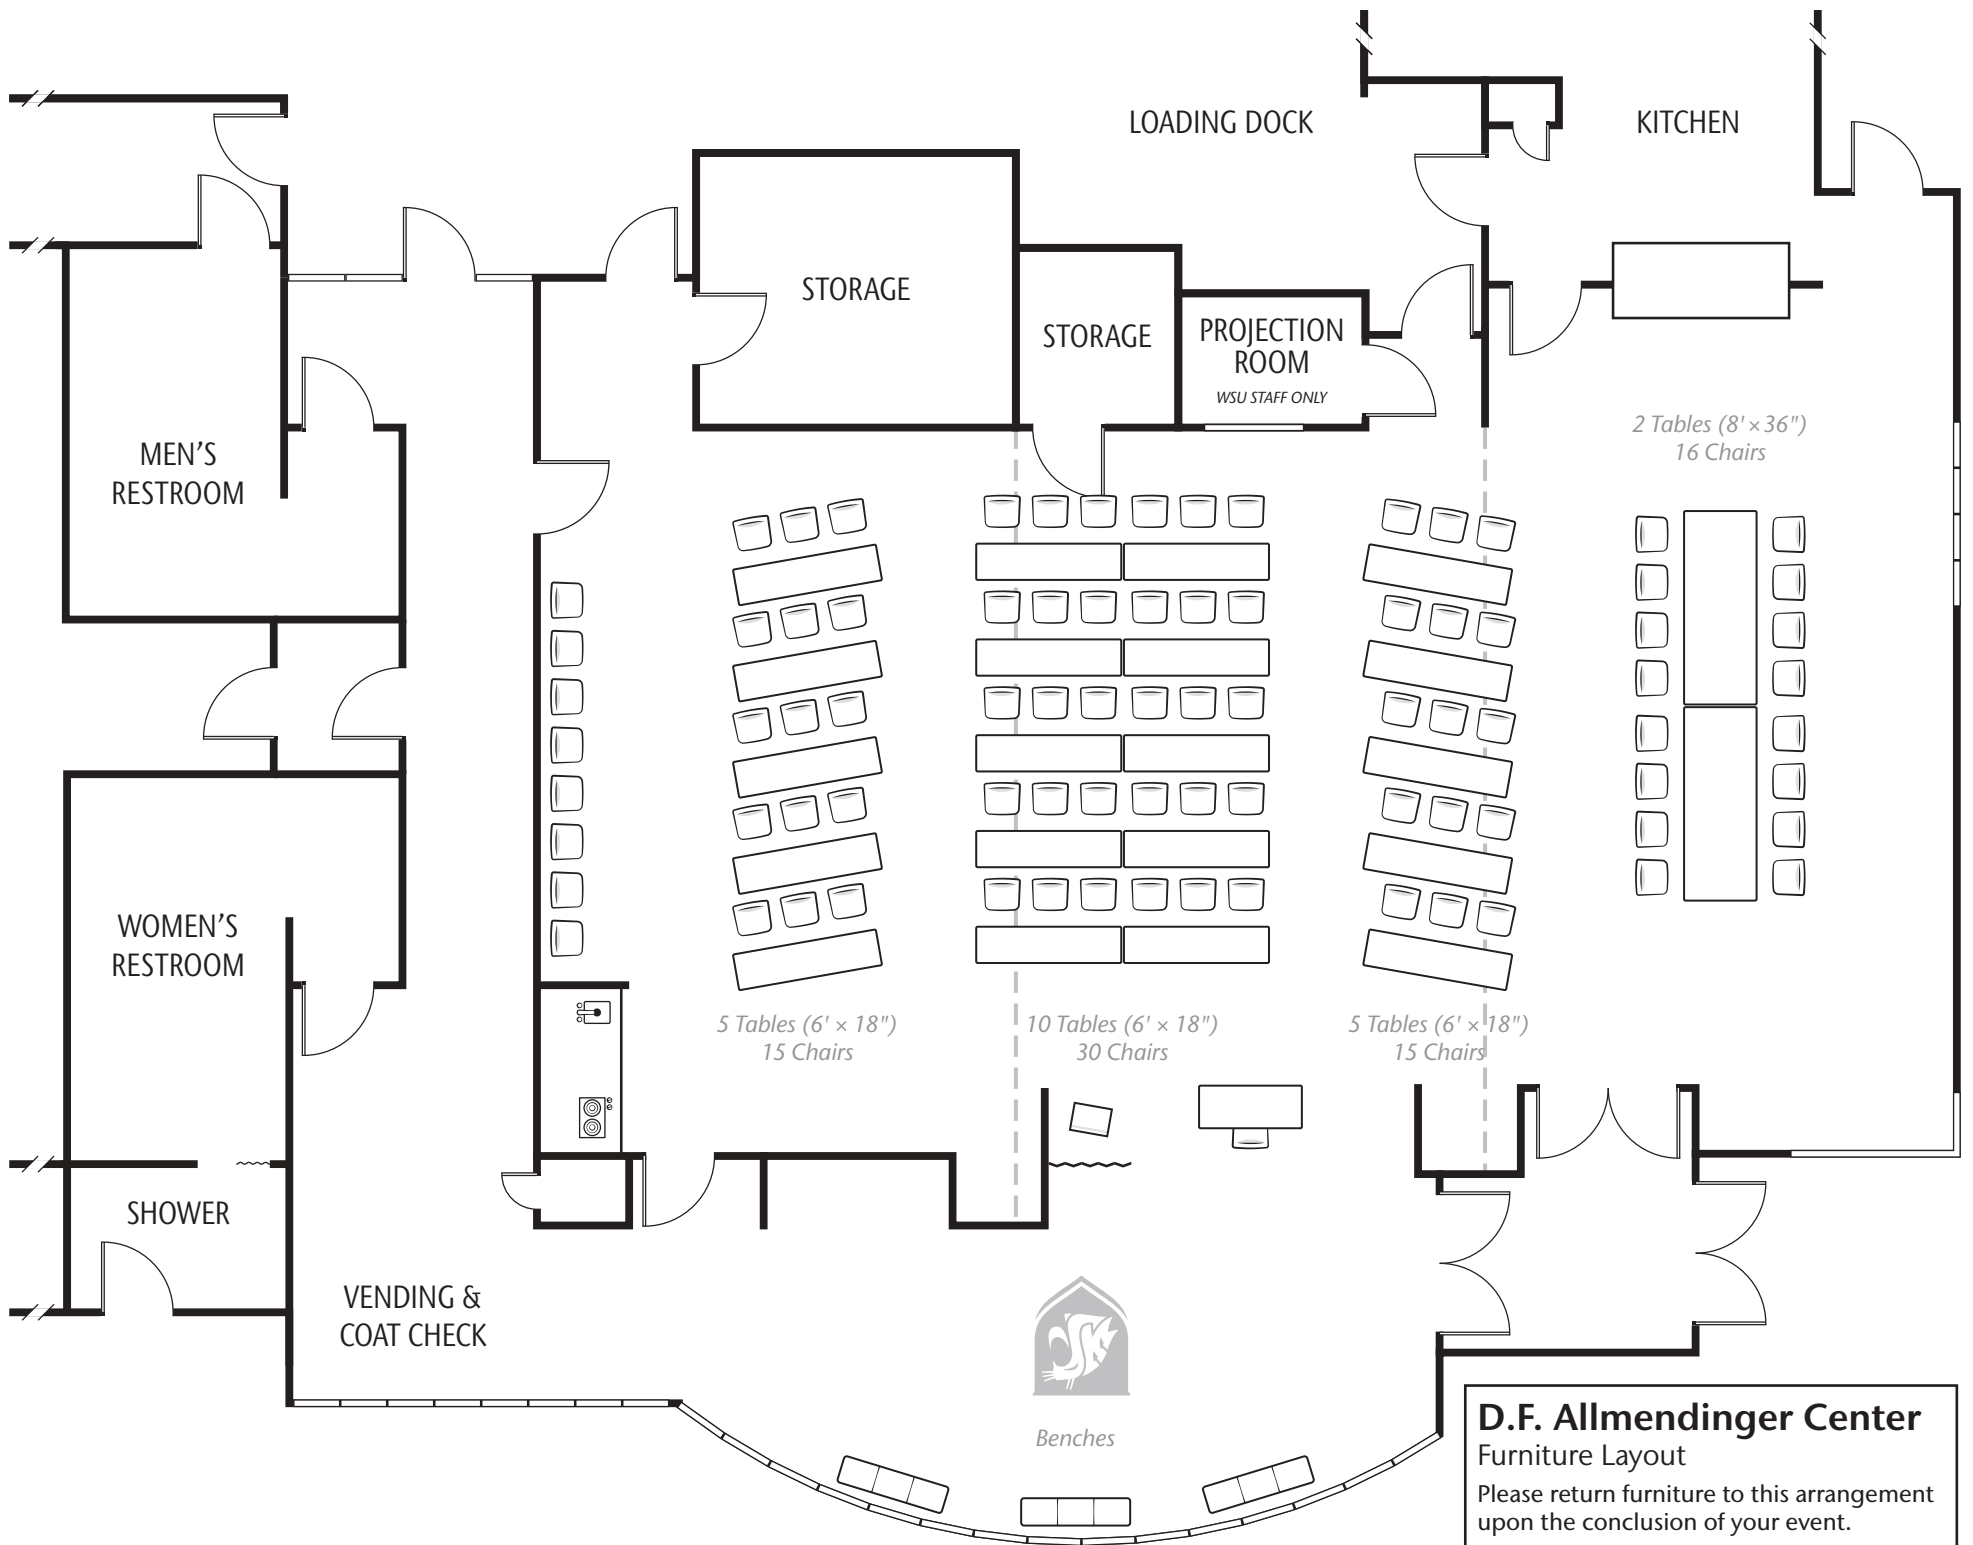 LOADING DOCK
KITCHEN
STORAGE
STORAGE
PROJECTION
ROOM
WSU STAFF ONLY
2 Tables (8' × 36")
16 Chairs
MEN'S
RESTROOM
WOMEN'S
RESTROOM
5 Tables (6' × 18")
15 Chairs
10 Tables (6' × 18")
30 Chairs
5 Tables (6' × 18")
15 Chairs
SHOWER
VENDING &
COAT CHECK
Benches
D.F. Allmendinger Center
Furniture Layout
Please return furniture to this arrangement
upon the conclusion of your event.